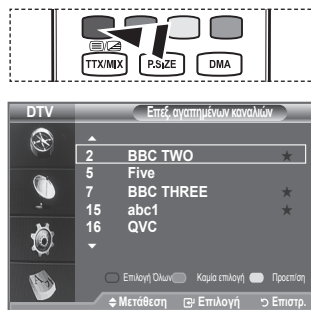 TTX/MIX P.SIZE DMA
DTV Επεξ. αγαπημένων καναλιών
2 BBC TWO ★
5 Five
7 BBC THREE ★
15 abc1 ★
16 QVC
Επιλογή Όλων Καμία επιλογή Προεπ/ση
Μετάθεση Επιλογή Επιστρ.